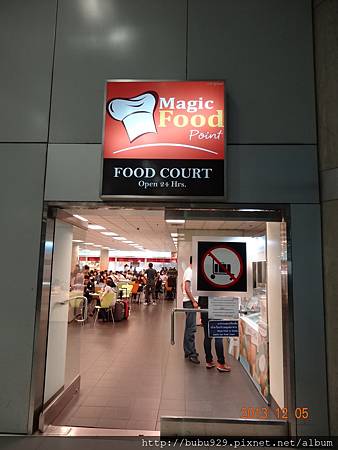 Magic
Food
Point
FOOD COURT
Open 24 Hrs.
2013 12 05
http://bubu929.pixnet.net/album